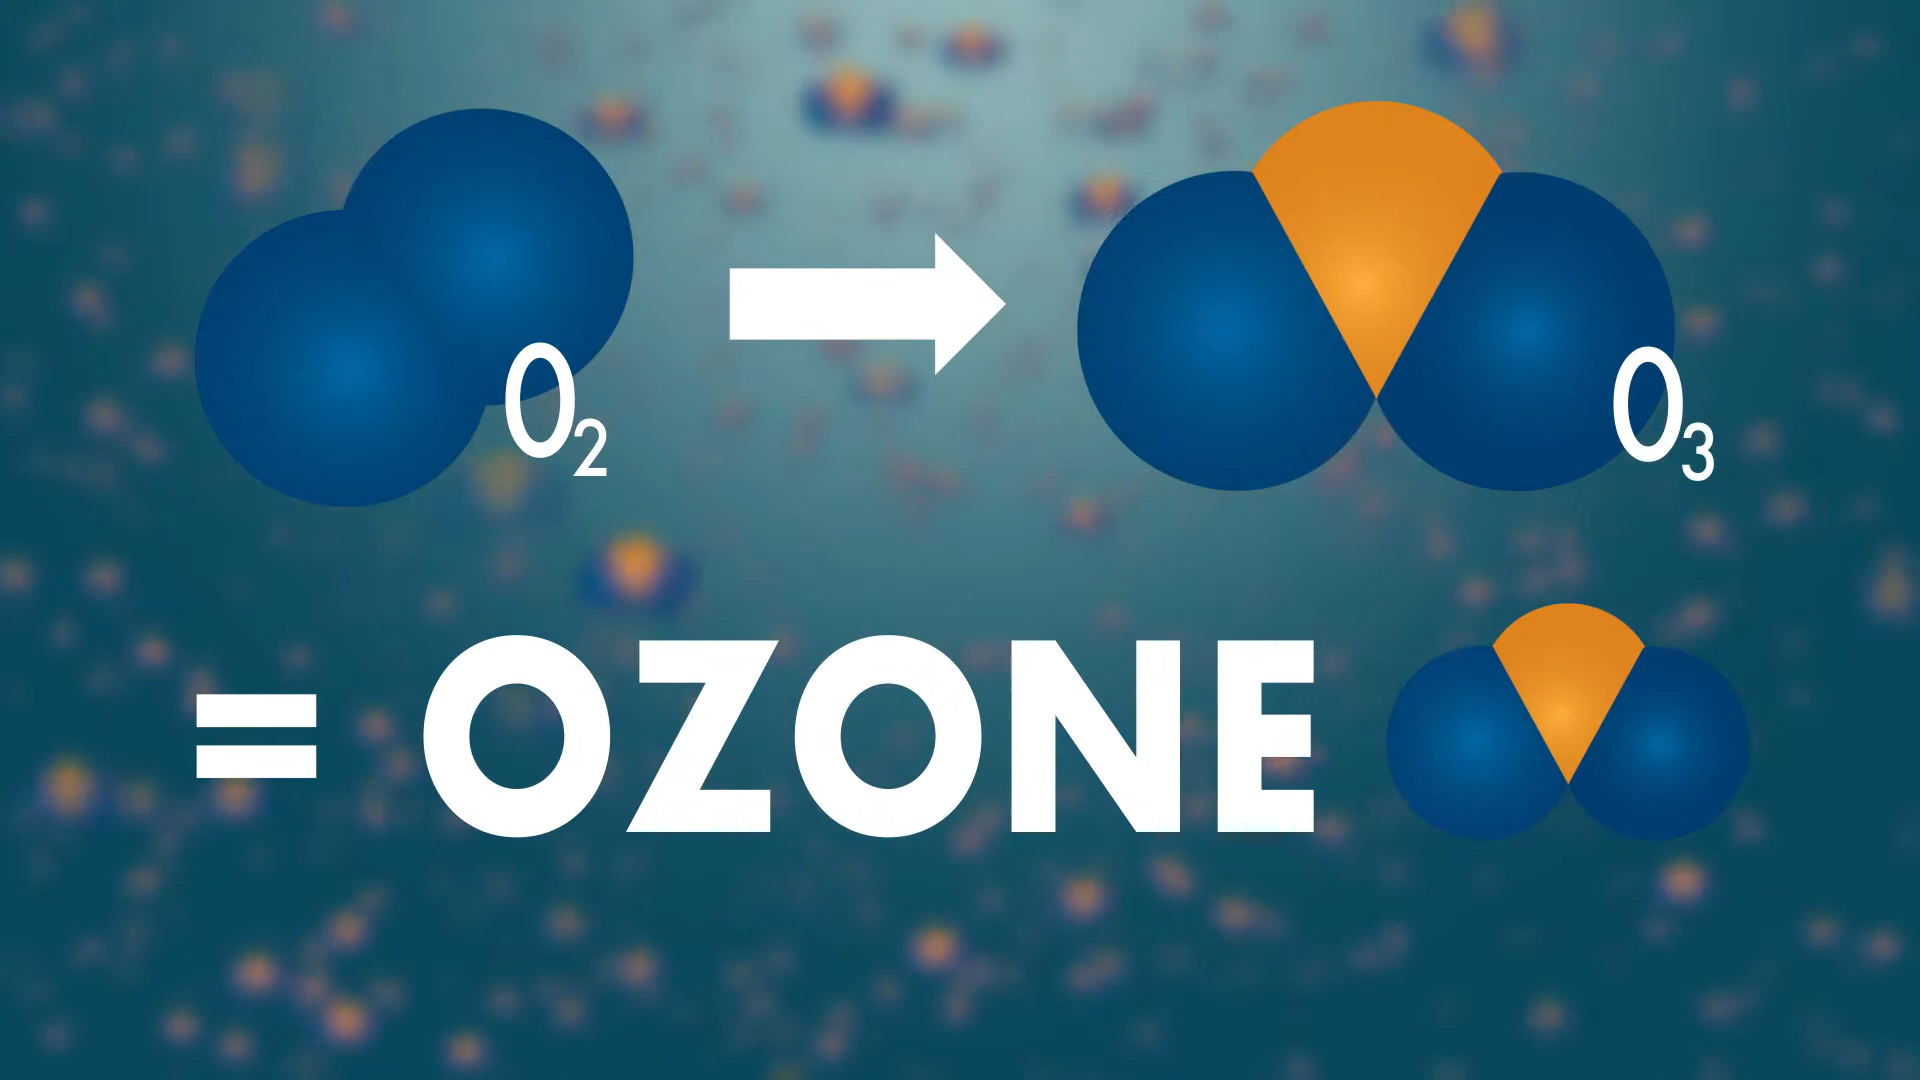 O₂
O₃
= OZONE